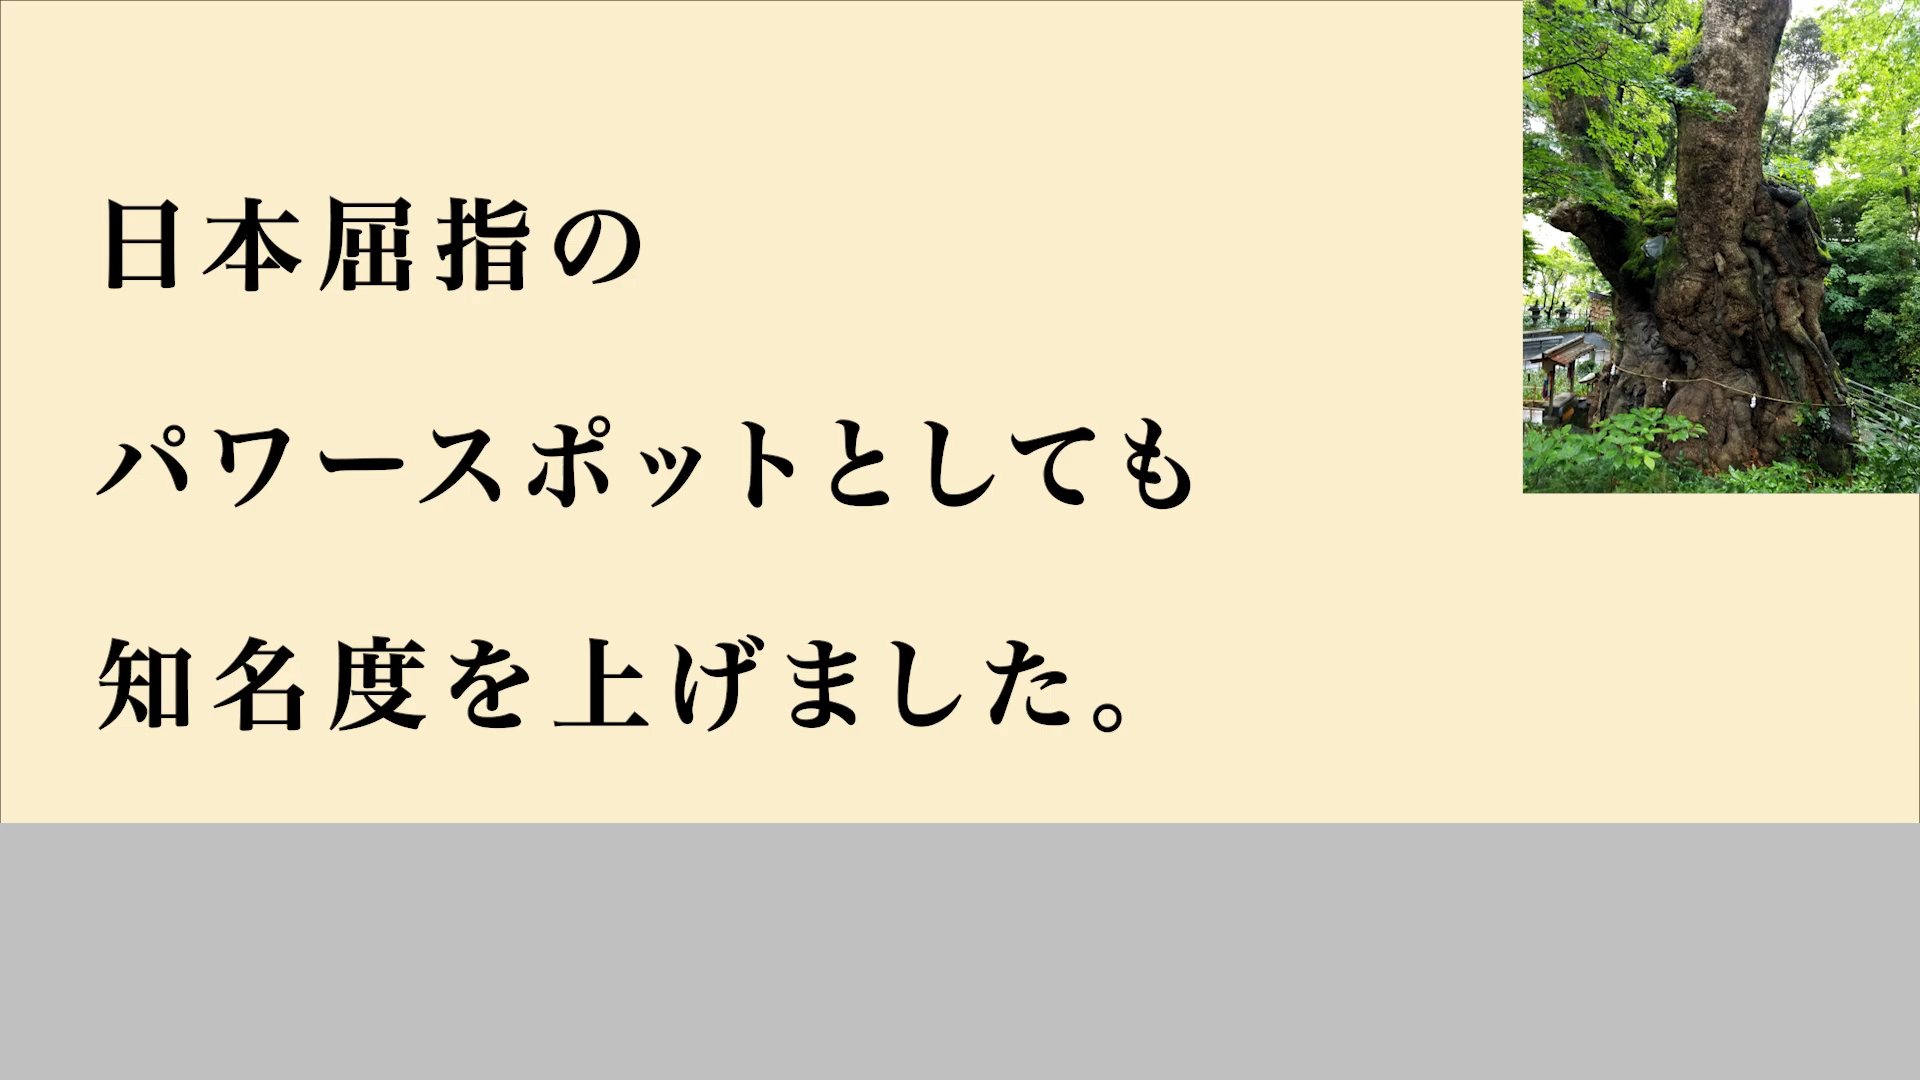 日本屈指の
パワースポットとしても
知名度を上げました。